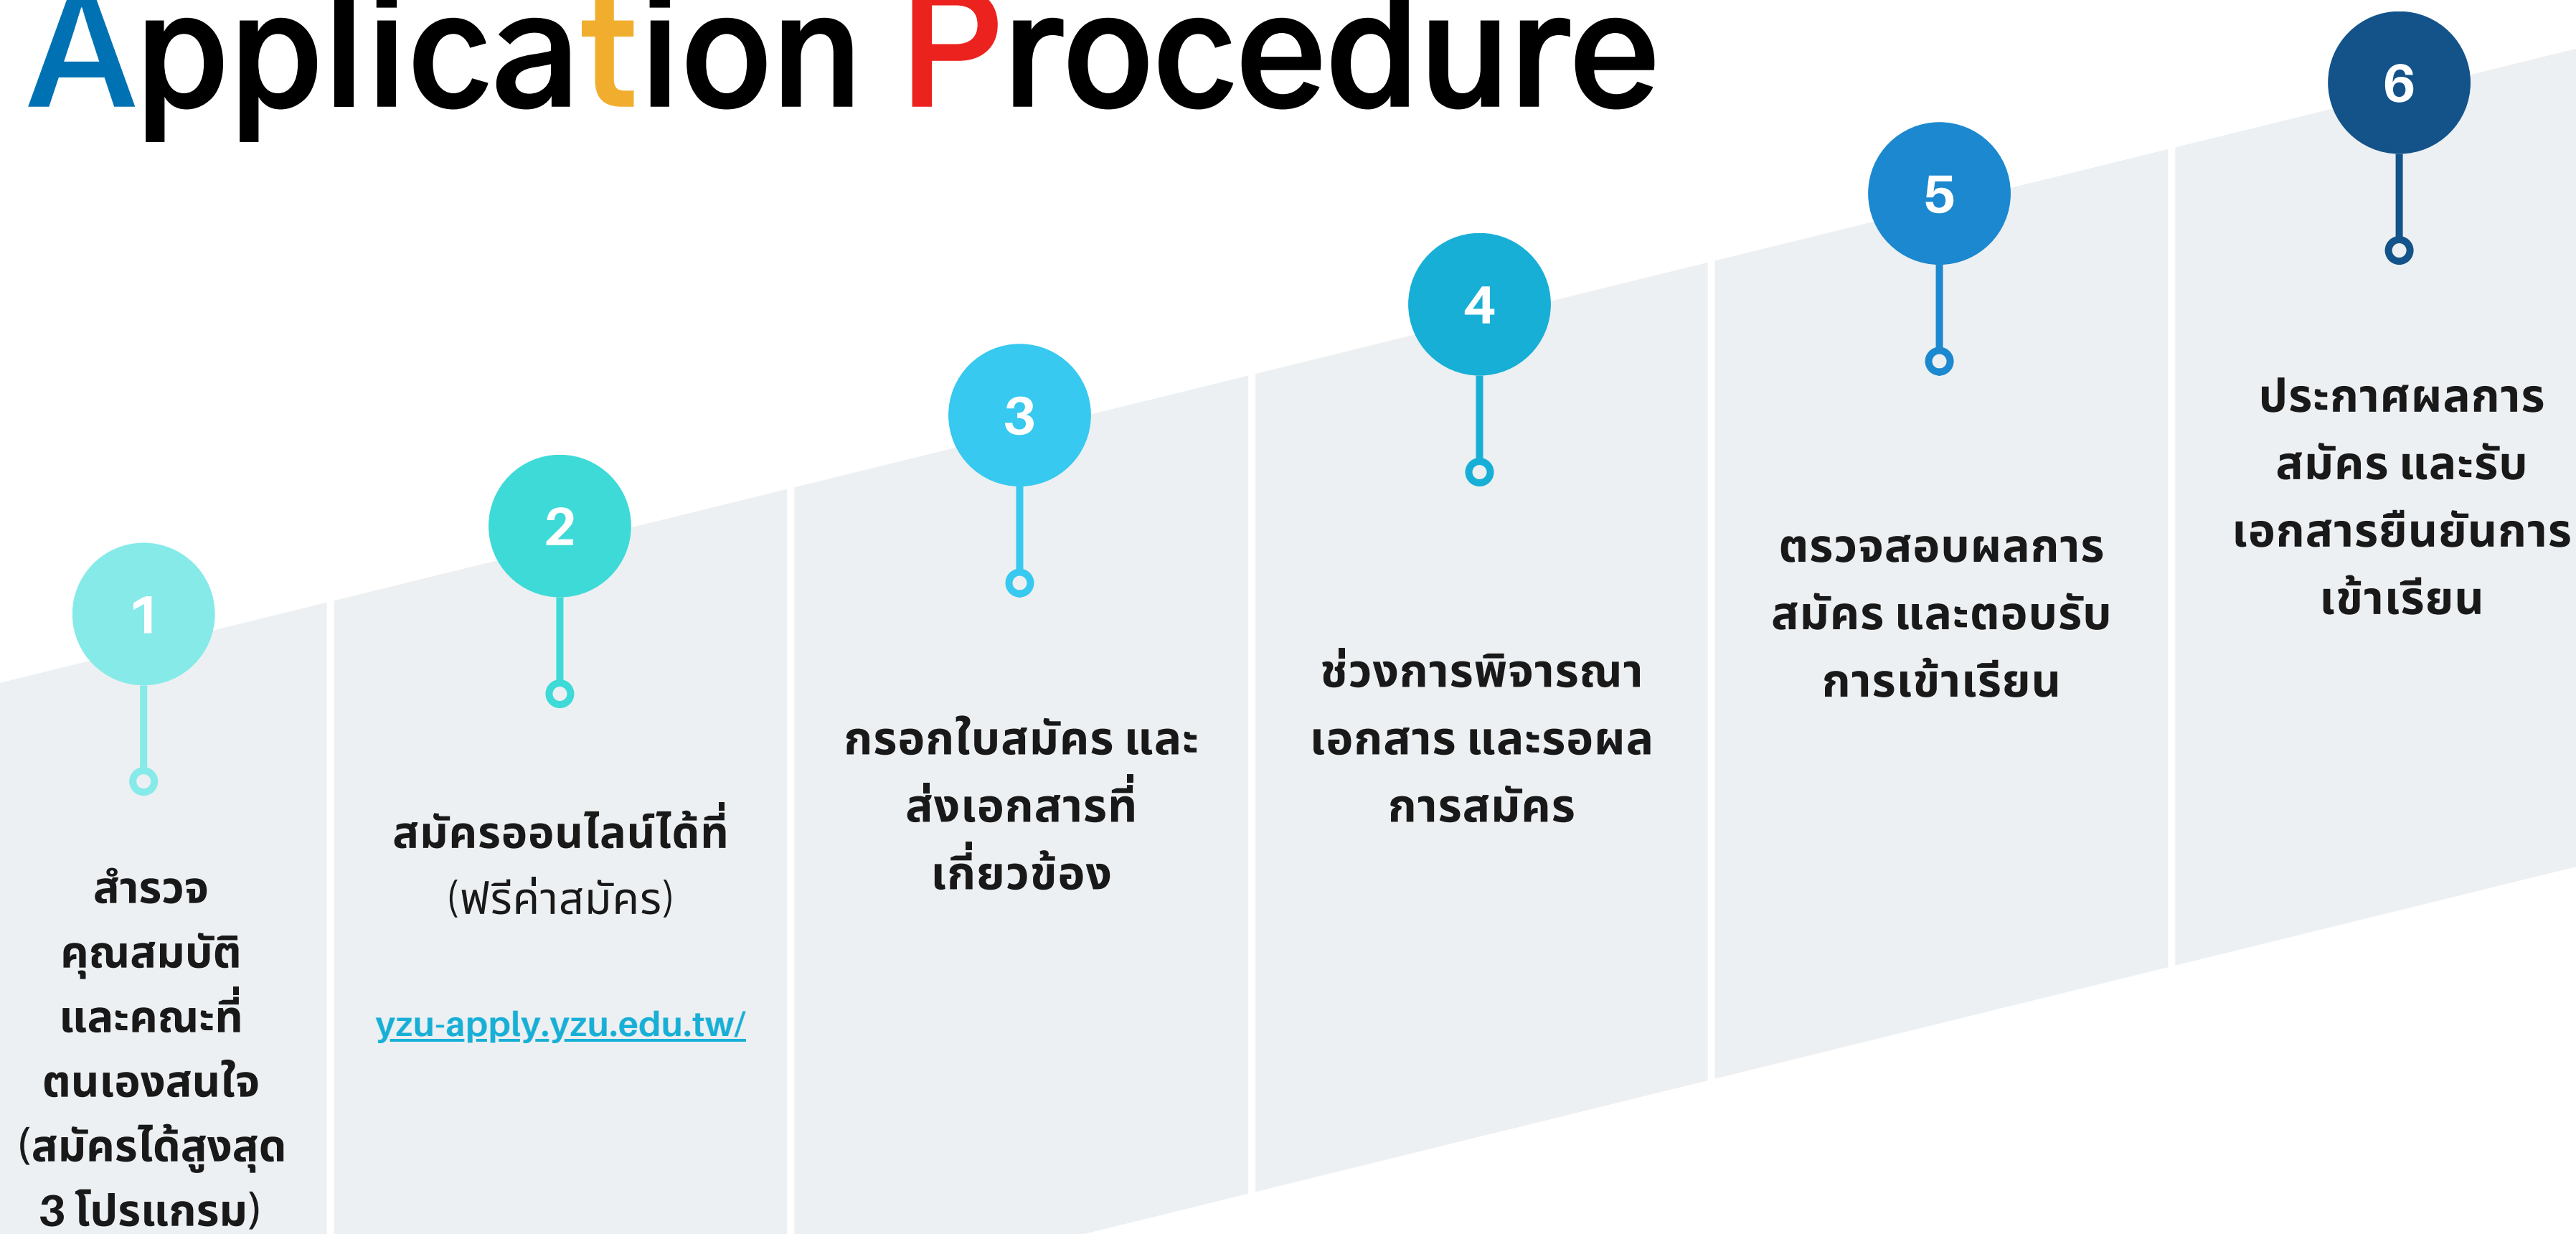 Application Procedure
1
สำรวจ
คุณสมบัติ
และคณะที่
ตนเองสนใจ
(สมัครได้สูงสุด
3 โปรแกรม)
2
สมัครออนไลน์ได้ที่
(ฟรีค่าสมัคร)
yzu-apply.yzu.edu.tw/
3
กรอกใบสมัคร และ
ส่งเอกสารที่
เกี่ยวข้อง
4
ช่วงการพิจารณา
เอกสาร และรอผล
การสมัคร
5
ตรวจสอบผลการ
สมัคร และตอบรับ
การเข้าเรียน
6
ประกาศผลการ
สมัคร และรับ
เอกสารยืนยันการ
เข้าเรียน